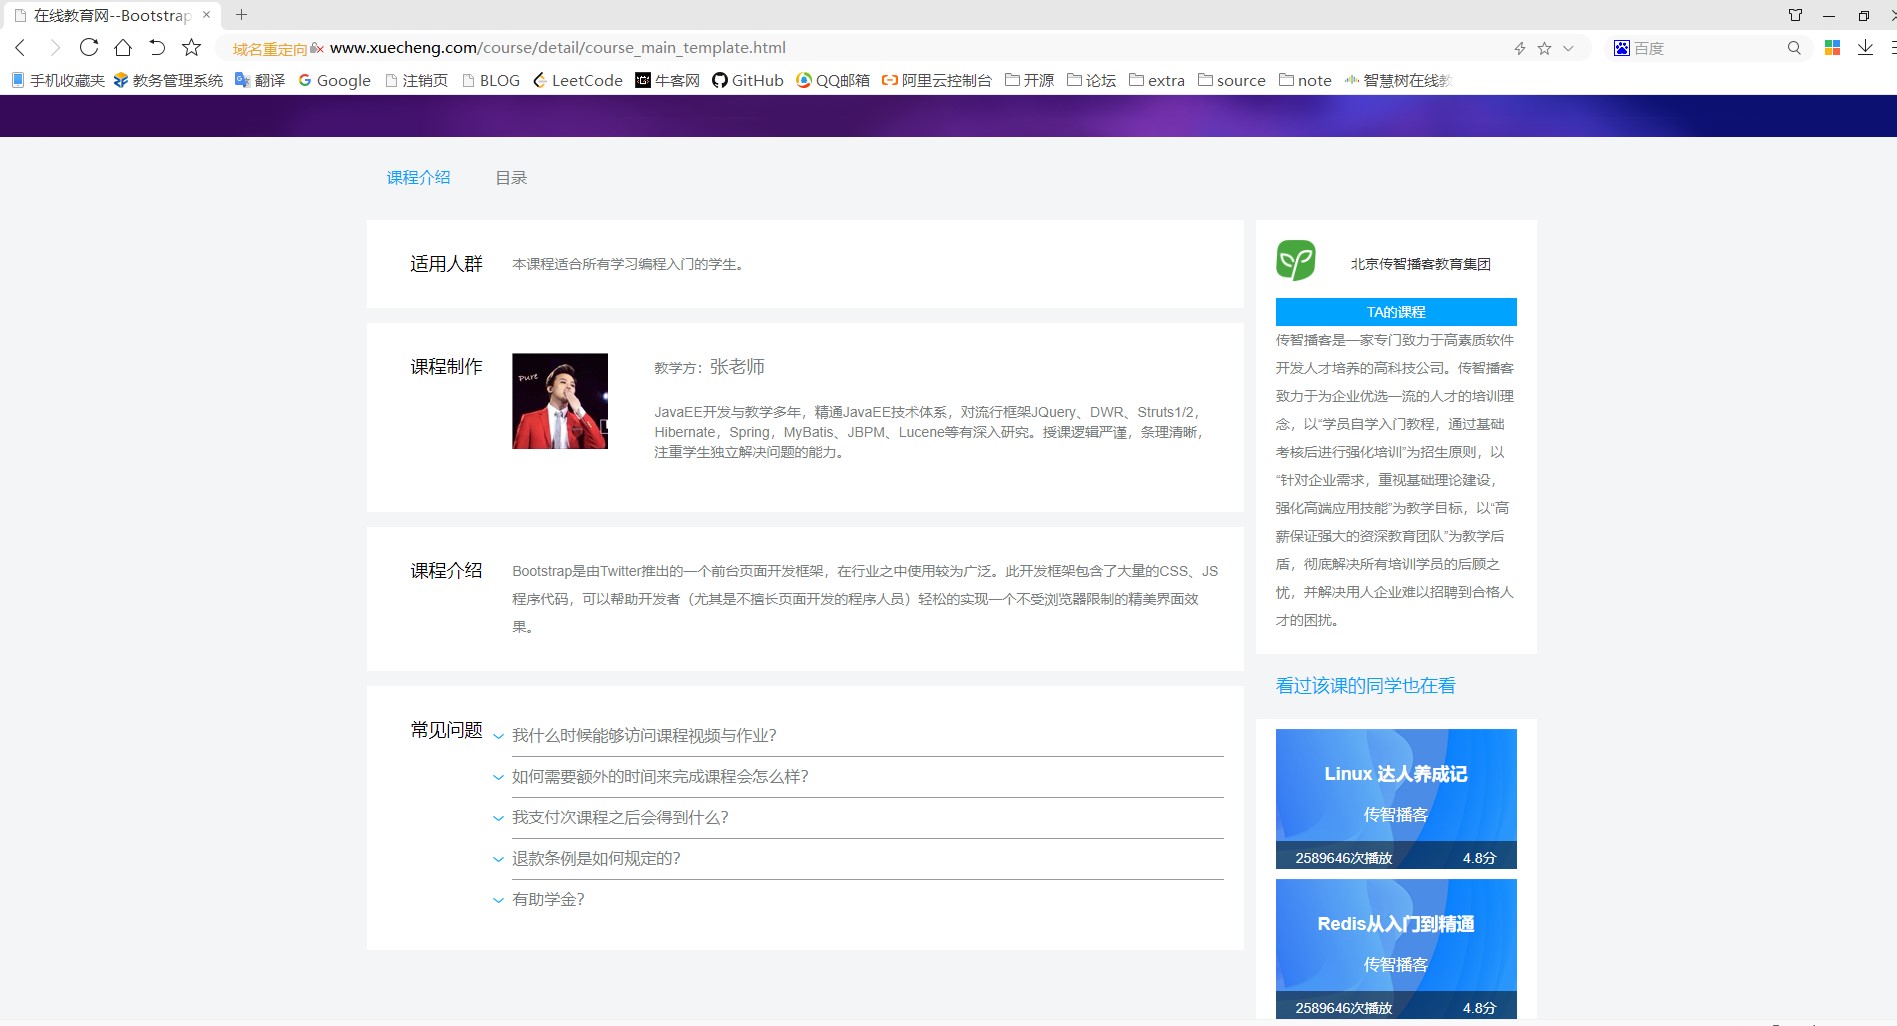 在线教育网--Bootstrap
域名重定向 www.xuecheng.com/course/detail/course_main_template.html
百度
手机收藏夹 教务管理系统 翻译 Google 注销页 BLOG LeetCode 牛客网 GitHub QQ邮箱 阿里云控制台 开源 论坛 extra source note 智慧树在线教
课程介绍 目录
适用人群 本课程适合所有学习编程入门的学生。
课程制作
Pure
教学方：张老师
JavaEE开发与教学多年，精通JavaEE技术体系，对流行框架JQuery、DWR、Struts1/2，
Hibernate，Spring，MyBatis、JBPM、Lucene等有深入研究。授课逻辑严谨，条理清晰，
注重学生独立解决问题的能力。
课程介绍
Bootstrap是由Twitter推出的一个前台页面开发框架，在行业之中使用较为广泛。此开发框架包含了大量的CSS、JS
程序代码，可以帮助开发者（尤其是不擅长页面开发的程序人员）轻松的实现一个不受浏览器限制的精美界面效
果。
常见问题
我什么时候能够访问课程视频与作业？
如何需要额外的时间来完成课程会怎么样？
我支付次课程之后会得到什么？
退款条例是如何规定的？
有助学金？
北京传智播客教育集团
TA的课程
传智播客是一家专门致力于高素质软件
开发人才培养的高科技公司。传智播客
致力于为企业优选一流的人才的培训理
念，以“学员自学入门教程，通过基础
考核后进行强化培训”为招生原则，以
“针对企业需求，重视基础理论建设，
强化高端应用技能”为教学目标，以“高
薪保证强大的资深教育团队”为教学后
盾，彻底解决所有培训学员的后顾之
忧，并解决用人企业难以招聘到合格人
才的困扰。
看过该课的同学也在看
Linux 达人养成记
传智播客
2589646次播放 4.8分
Redis从入门到精通
传智播客
2589646次播放 4.8分